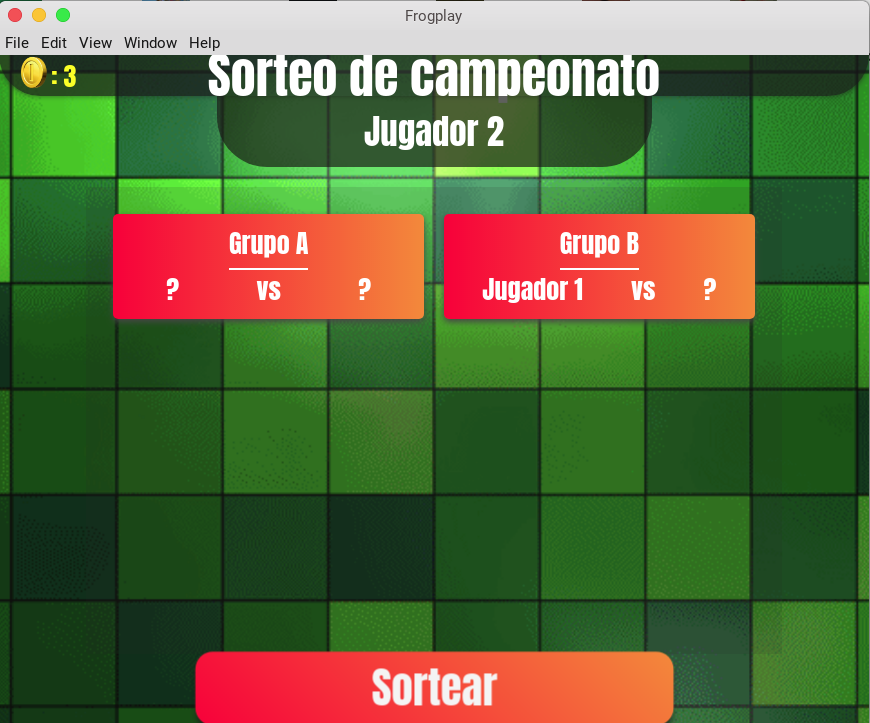 Frogplay
File Edit View Window Help
: 3
Sorteo de campeonato
Jugador 2
Grupo A
? vs ?
Grupo B
Jugador 1 vs ?
Sortear